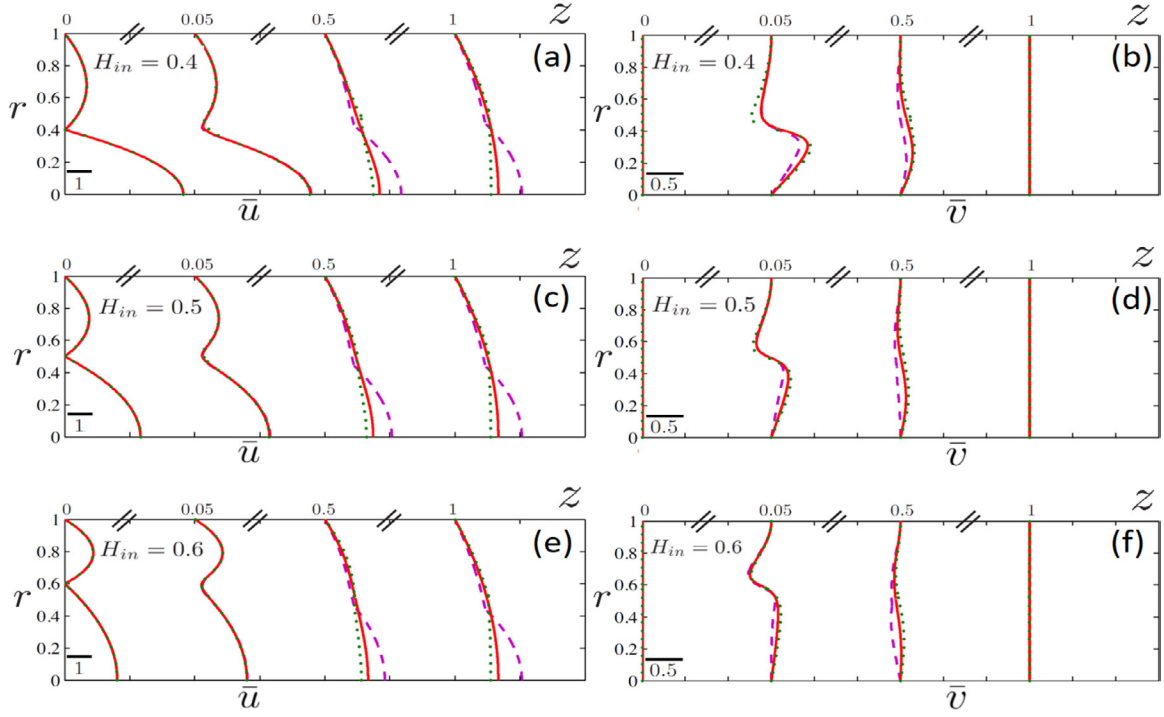 0 0.05 0.5 1 z
1 H_in = 0.4 (a)
0.8
0.6
r 0.4
0.2
0 1
ū
0 0.05 0.5 1 z
1 H_in = 0.4 (b)
0.8
0.6
r 0.4
0.2
0 0.5
v̄
0 0.05 0.5 1 z
1 H_in = 0.5 (c)
0.8
0.6
r 0.4
0.2
0 1
ū
0 0.05 0.5 1 z
1 H_in = 0.5 (d)
0.8
0.6
r 0.4
0.2
0 0.5
v̄
0 0.05 0.5 1 z
1 H_in = 0.6 (e)
0.8
0.6
r 0.4
0.2
0 1
ū
0 0.05 0.5 1 z
1 H_in = 0.6 (f)
0.8
0.6
r 0.4
0.2
0 0.5
v̄